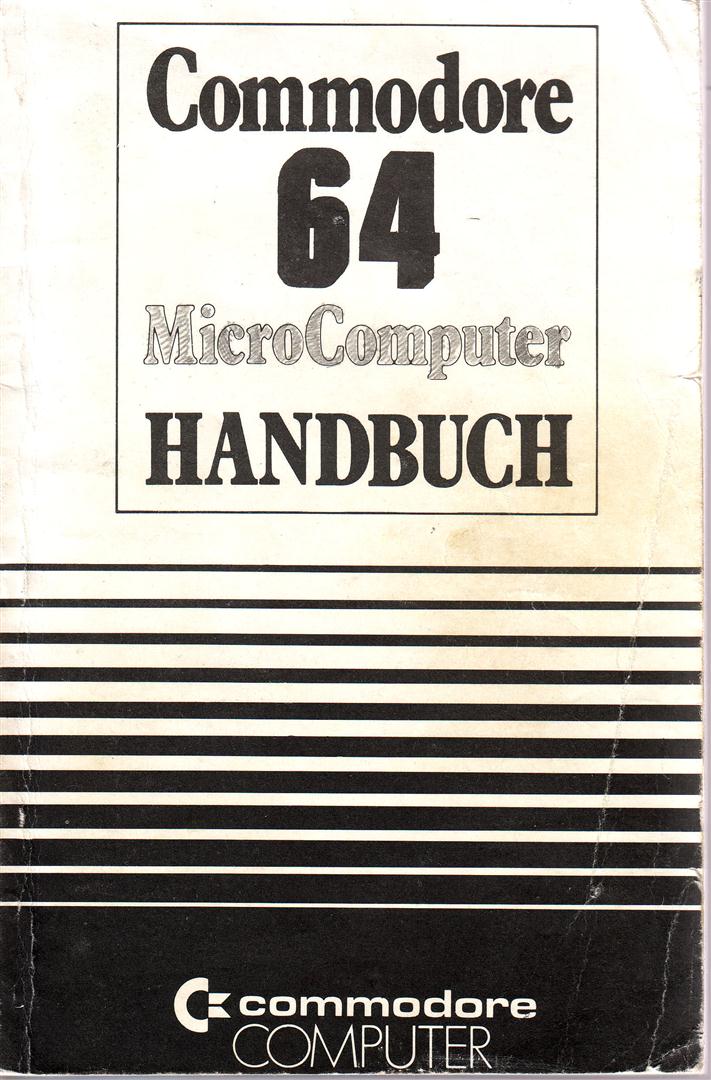 Commodore
64
MicroComputer
HANDBUCH
commodore
COMPUTER